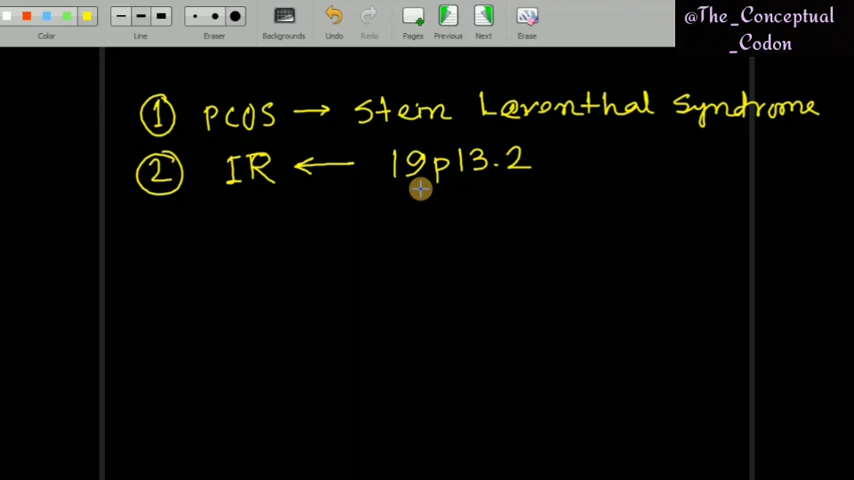 Color
Line
Eraser
Backgrounds
Undo
Redo
Pages
Previous
Next
Erase
@The_Conceptual
_Codon
① PCOS → Stein Leventhal Syndrome
② IR ← 19p13.2